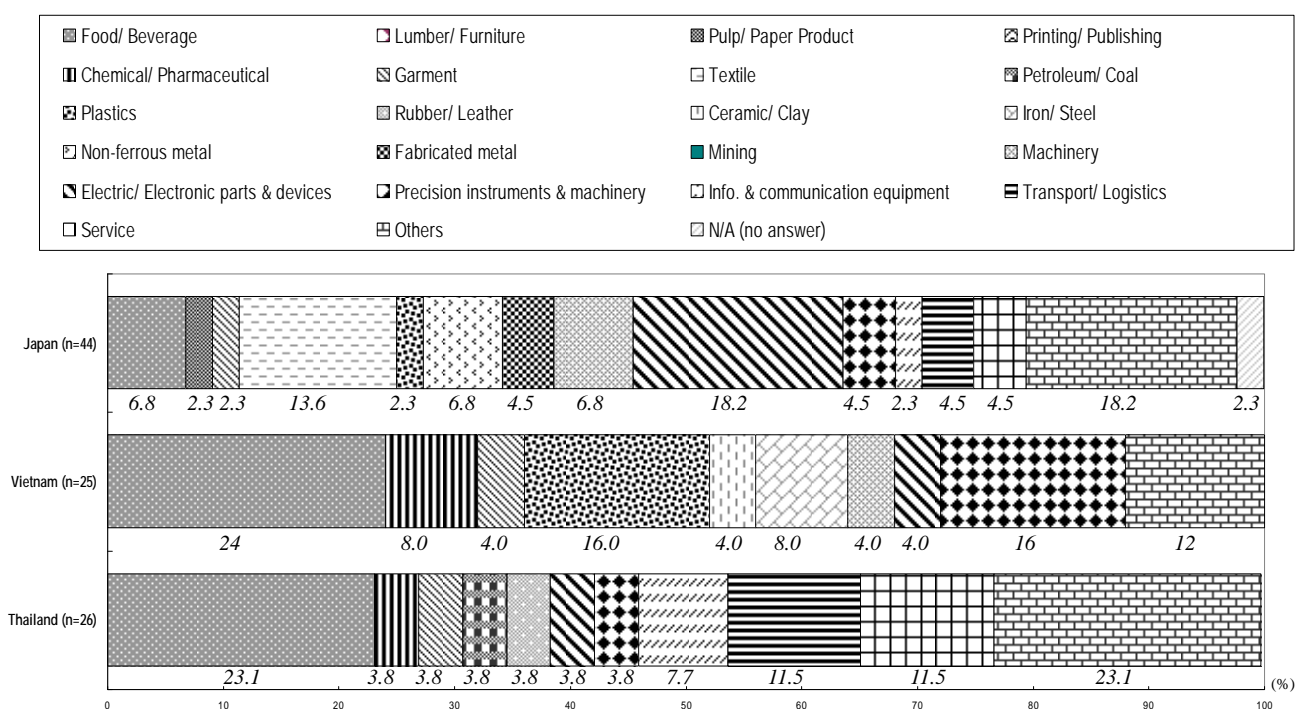 Food/ Beverage Lumber/ Furniture Pulp/ Paper Product Printing/ Publishing
Chemical/ Pharmaceutical Garment Textile Petroleum/ Coal
Plastics Rubber/ Leather Ceramic/ Clay Iron/ Steel
Non-ferrous metal Fabricated metal Mining Machinery
Electric/ Electronic parts & devices Precision instruments & machinery Info. & communication equipment Transport/ Logistics
Service Others N/A (no answer)
Japan (n=44)
6.8 2.3 2.3 13.6 2.3 6.8 4.5 6.8 18.2 4.5 2.3 4.5 4.5 18.2 2.3
Vietnam (n=25)
24 8.0 4.0 16.0 4.0 8.0 4.0 4.0 16 12
Thailand (n=26)
23.1 3.8 3.8 3.8 3.8 3.8 3.8 7.7 11.5 11.5 23.1
(%)
0 10 20 30 40 50 60 70 80 90 100